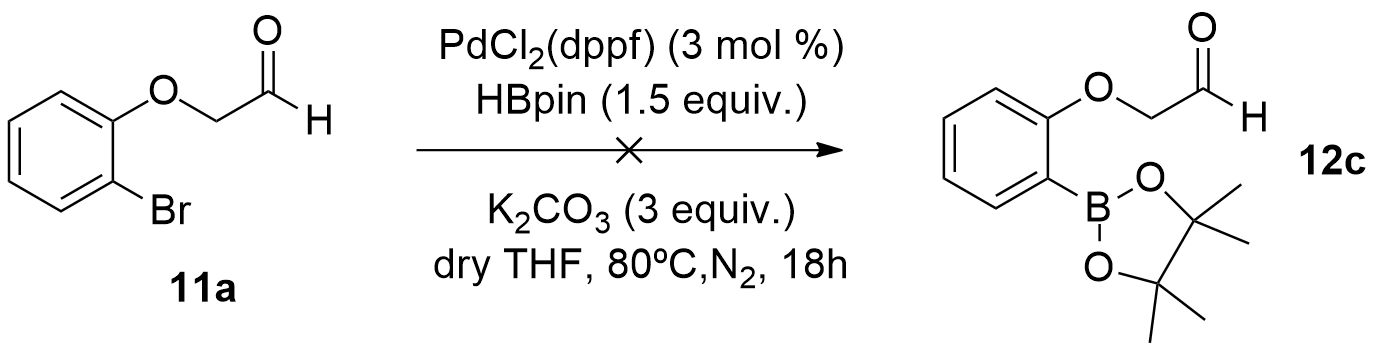 O
O
H
Br
11a
PdCl₂(dppf) (3 mol %)
HBpin (1.5 equiv.)
K₂CO₃ (3 equiv.)
dry THF, 80ºC,N₂, 18h
O
O
H
B
O
O
12c